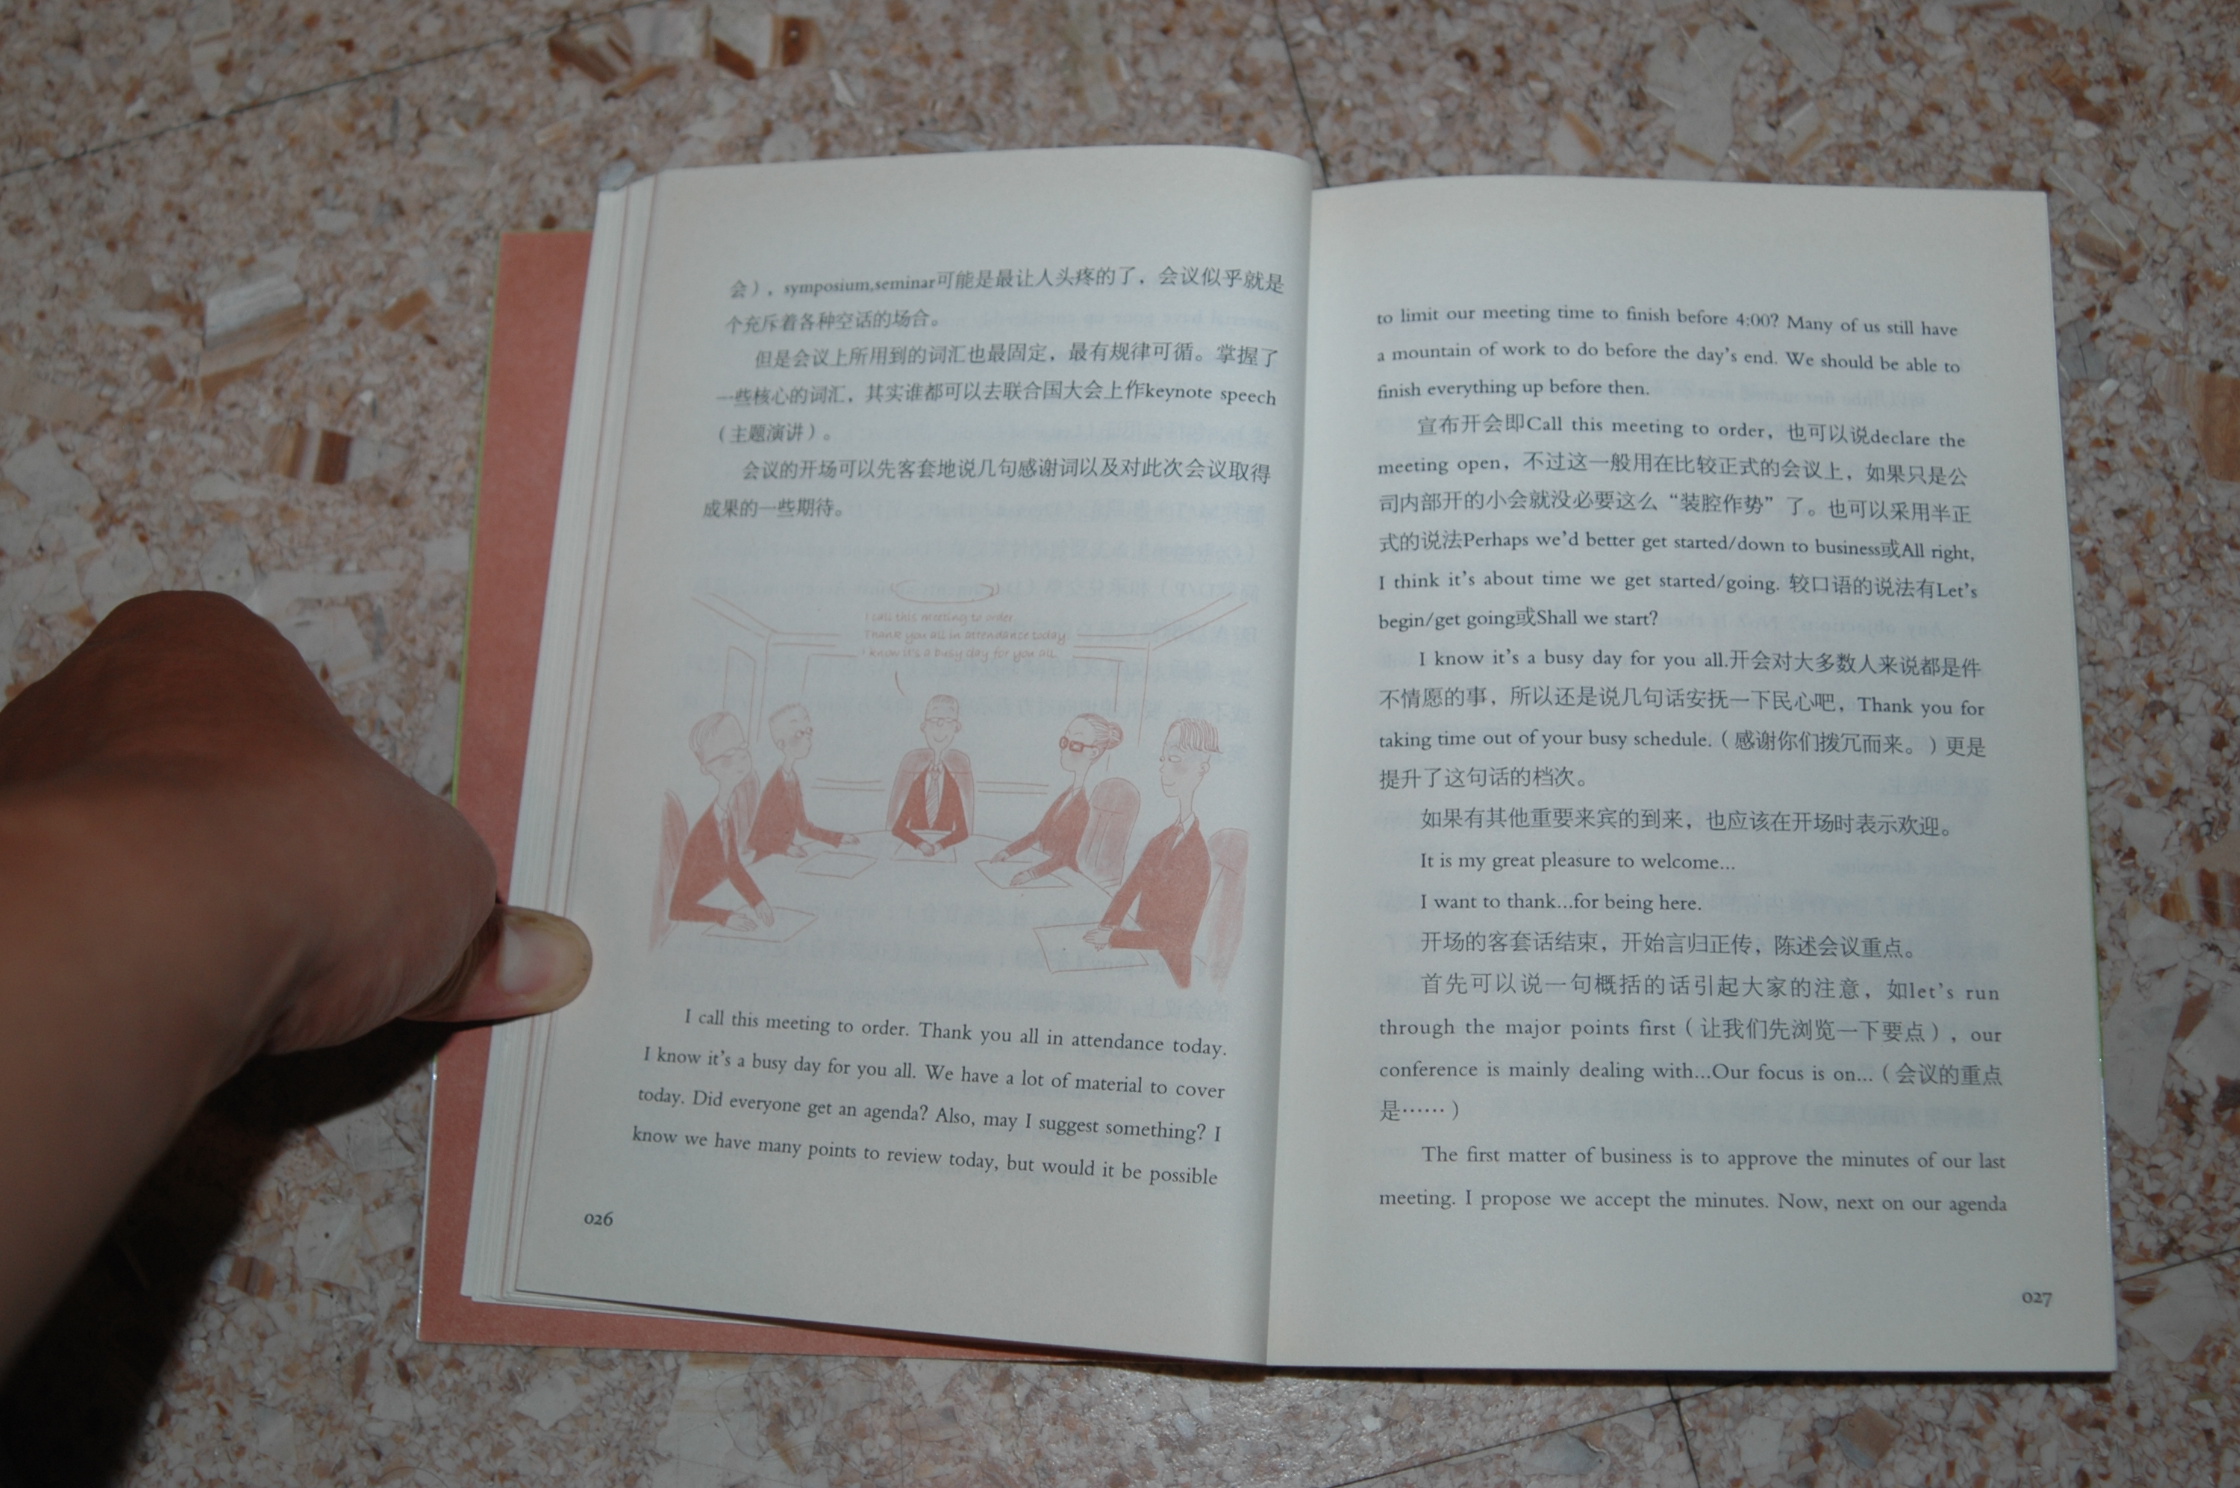 会），symposium,seminar可能是最让人头疼的了，会议似乎就是
个充斥着各种空话的场合。
但是会议上所用到的词汇也最固定，最有规律可循。掌握了
一些核心的词汇，其实谁都可以去联合国大会上作keynote speech
（主题演讲）。
会议的开场可以先客套地说几句感谢词以及对此次会议取得
成果的一些期待。
I call this meeting to order
Thank you all in attendance today
I know it's a busy day for you all.
I call this meeting to order. Thank you all in attendance today.
I know it's a busy day for you all. We have a lot of material to cover
today. Did everyone get an agenda? Also, may I suggest something? I
know we have many points to review today, but would it be possible
026
to limit our meeting time to finish before 4:00? Many of us still have
a mountain of work to do before the day's end. We should be able to
finish everything up before then.
宣布开会即Call this meeting to order，也可以说declare the
meeting open，不过这一般用在比较正式的会议上，如果只是公
司内部开的小会就没必要这么“装腔作势”了。也可以采用半正
式的说法Perhaps we'd better get started/down to business或All right,
I think it's about time we get started/going. 较口语的说法有Let's
begin/get going或Shall we start?
I know it's a busy day for you all.开会对大多数人来说都是件
不情愿的事，所以还是说几句话安抚一下民心吧，Thank you for
taking time out of your busy schedule.（感谢你们拨冗而来。）更是
提升了这句话的档次。
如果有其他重要来宾的到来，也应该在开场时表示欢迎。
It is my great pleasure to welcome...
I want to thank...for being here.
开场的客套话结束，开始言归正传，陈述会议重点。
首先可以说一句概括的话引起大家的注意，如let's run
through the major points first（让我们先浏览一下要点）, our
conference is mainly dealing with...Our focus is on...（会议的重点
是……）
The first matter of business is to approve the minutes of our last
meeting. I propose we accept the minutes. Now, next on our agenda
027